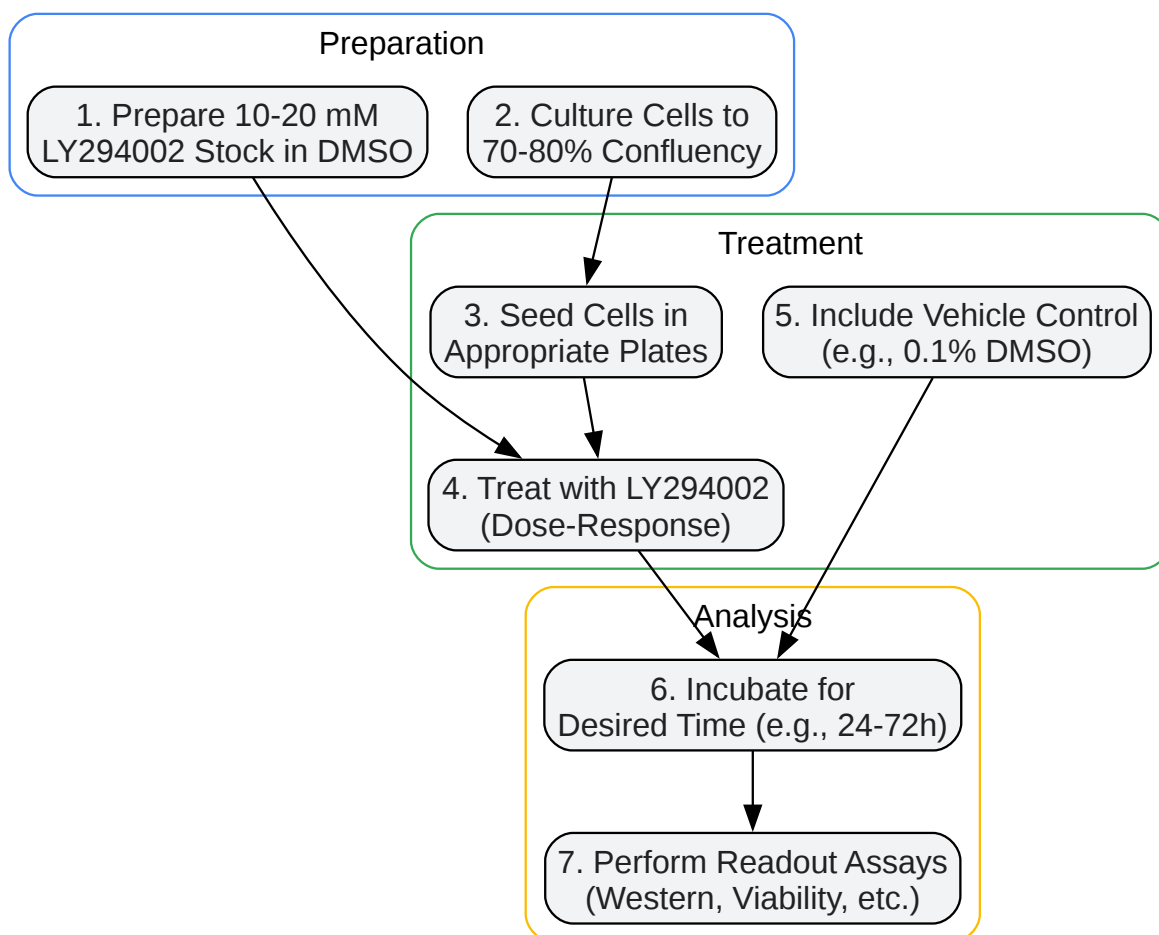 Preparation
1. Prepare 10-20 mM
LY294002 Stock in DMSO
2. Culture Cells to
70-80% Confluency
Treatment
3. Seed Cells in
Appropriate Plates
5. Include Vehicle Control
(e.g., 0.1% DMSO)
4. Treat with LY294002
(Dose-Response)
Analysis
6. Incubate for
Desired Time (e.g., 24-72h)
7. Perform Readout Assays
(Western, Viability, etc.)